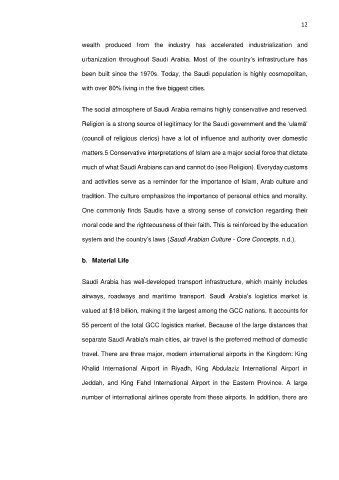 12
wealth produced from the industry has accelerated industrialization and
urbanization throughout Saudi Arabia. Most of the country's infrastructure has
been built since the 1970s. Today, the Saudi population is highly cosmopolitan,
with over 80% living in the five biggest cities.
The social atmosphere of Saudi Arabia remains highly conservative and reserved.
Religion is a strong source of legitimacy for the Saudi government and the 'ulamā'
(council of religious clerics) have a lot of influence and authority over domestic
matters.5 Conservative interpretations of Islam are a major social force that dictate
much of what Saudi Arabians can and cannot do (see Religion). Everyday customs
and activities serve as a reminder for the importance of Islam, Arab culture and
tradition. The culture emphasizes the importance of personal ethics and morality.
One commonly finds Saudis have a strong sense of conviction regarding their
moral code and the righteousness of their faith. This is reinforced by the education
system and the country's laws (Saudi Arabian Culture - Core Concepts, n.d.).
b. Material Life
Saudi Arabia has well-developed transport infrastructure, which mainly includes
airways, roadways and maritime transport. Saudi Arabia's logistics market is
valued at $18 billion, making it the largest among the GCC nations. It accounts for
55 percent of the total GCC logistics market. Because of the large distances that
separate Saudi Arabia's main cities, air travel is the preferred method of domestic
travel. There are three major, modern international airports in the Kingdom: King
Khalid International Airport in Riyadh, King Abdulaziz International Airport in
Jeddah, and King Fahd International Airport in the Eastern Province. A large
number of international airlines operate from these airports. In addition, there are